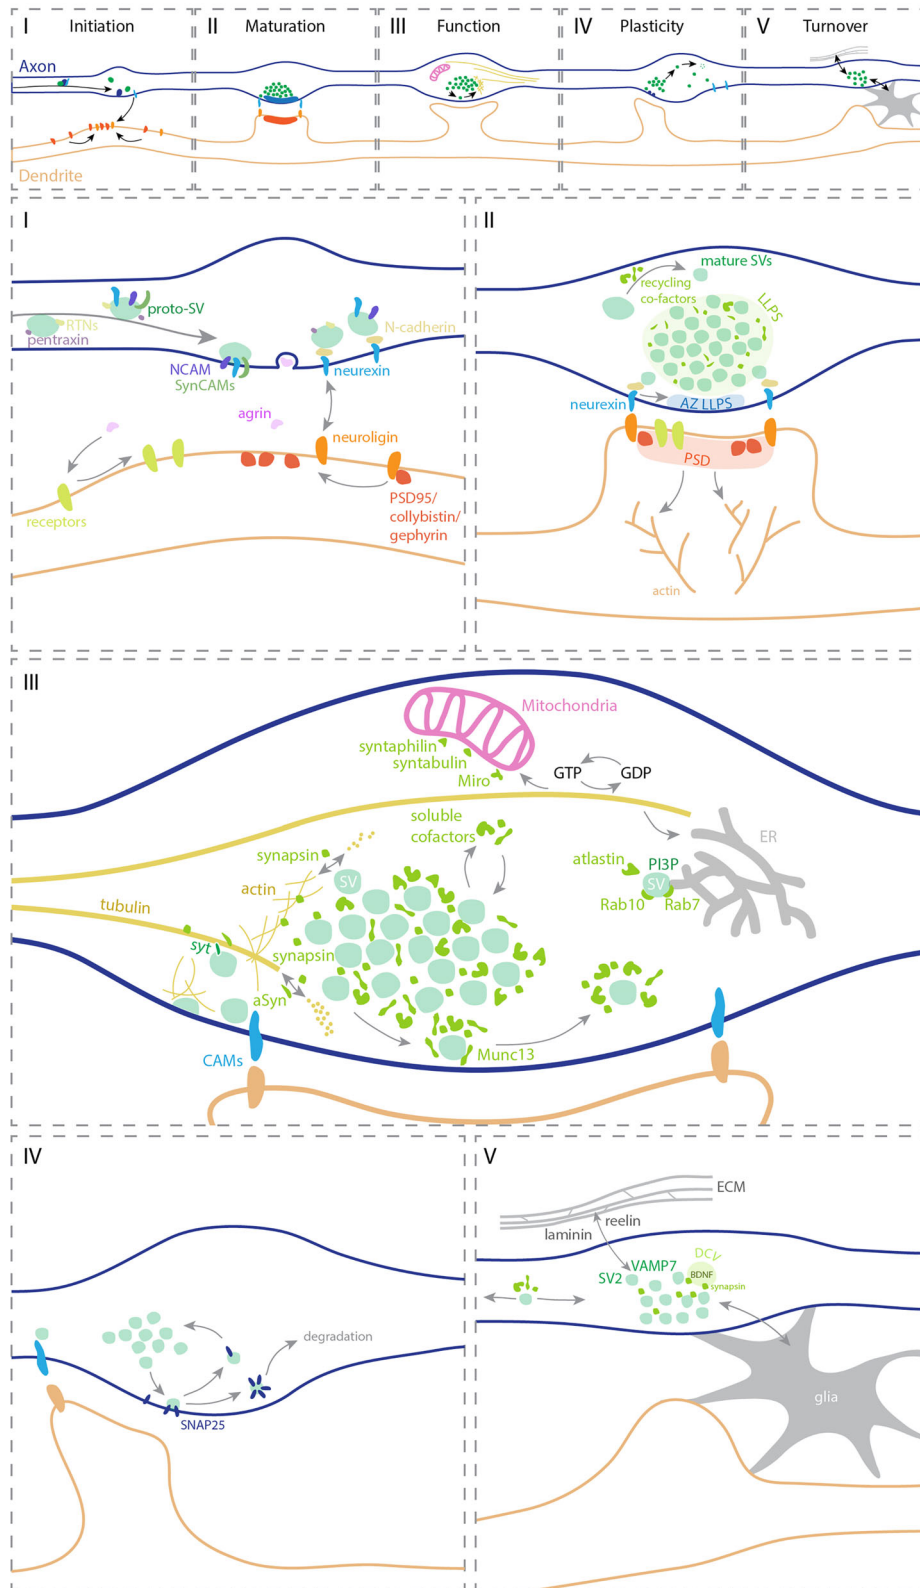 I Initiation
II Maturation
III Function
IV Plasticity
V Turnover
Axon
Dendrite
I
proto-SV
RTNs
pentraxin
N-cadherin
NCAM
SynCAMs
neurexin
agrin
neuroligin
receptors
PSD95/
collybistin/
gephyrin
II
mature SVs
recycling
co-factors
LLPS
neurexin
AZ LLPS
PSD
actin
III
Mitochondria
syntaphilin
syntabulin
Miro
GTP
GDP
soluble
cofactors
ER
synapsin
atlastin
PI3P
SV
SV
actin
Rab10
Rab7
tubulin
syt
synapsin
aSyn
Munc13
CAMs
IV
degradation
SNAP25
V
ECM
reelin
laminin
DCV
VAMP7
SV2
BDNF
synapsin
glia